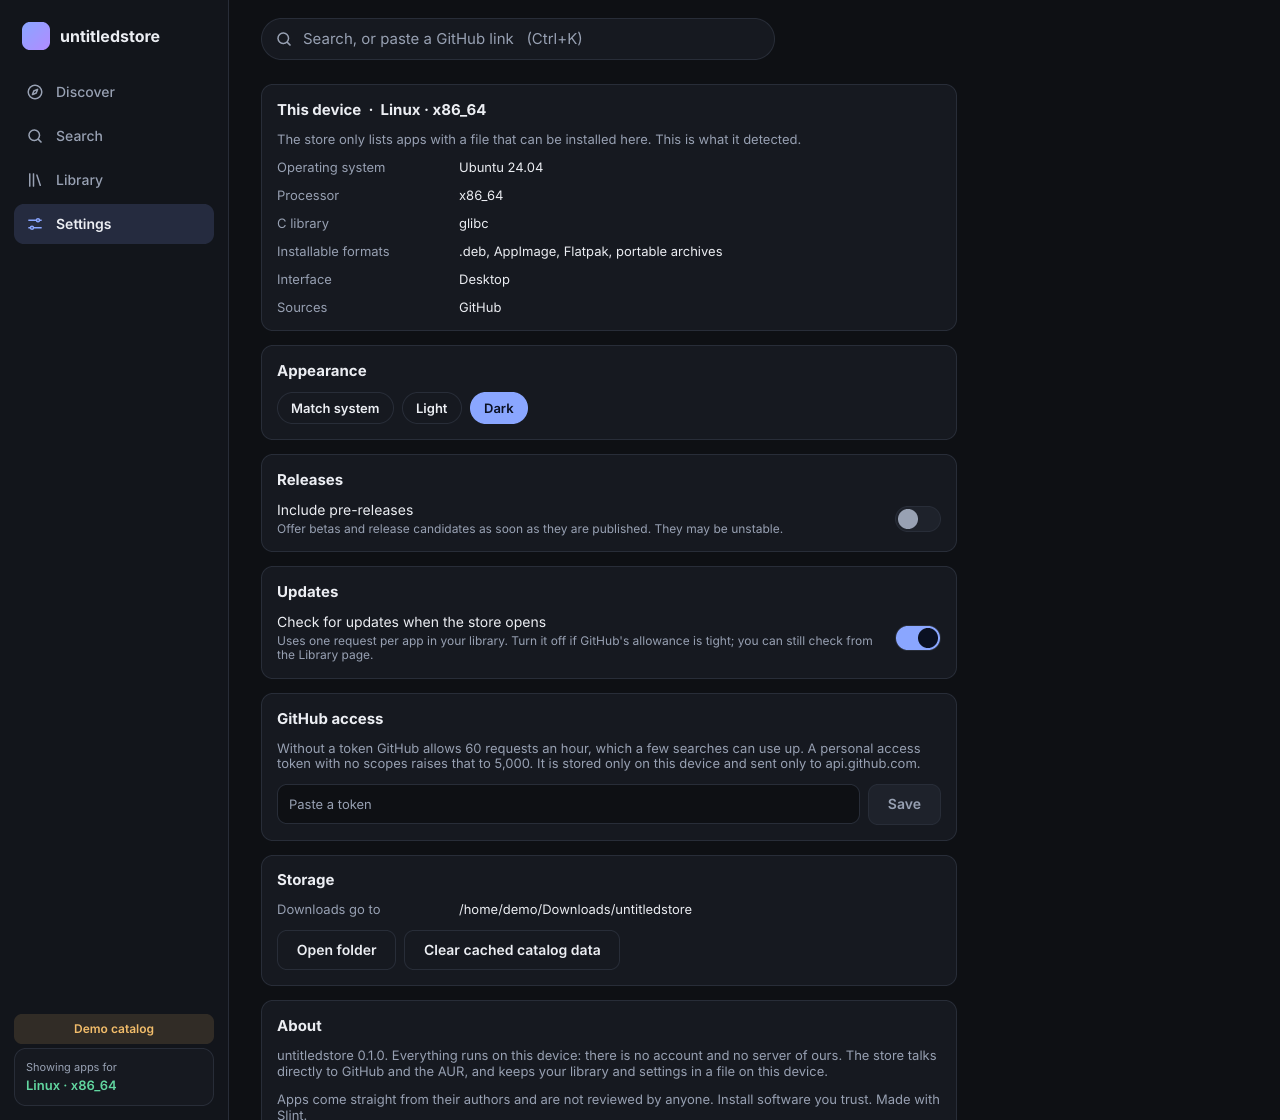 untitledstore
Discover
Search
Library
Settings
Demo catalog
Showing apps for
Linux · x86_64
Search, or paste a GitHub link (Ctrl+K)
This device · Linux · x86_64
The store only lists apps with a file that can be installed here. This is what it detected.
Operating system Ubuntu 24.04
Processor x86_64
C library glibc
Installable formats .deb, AppImage, Flatpak, portable archives
Interface Desktop
Sources GitHub
Appearance
Match system Light Dark
Releases
Include pre-releases
Offer betas and release candidates as soon as they are published. They may be unstable.
Updates
Check for updates when the store opens
Uses one request per app in your library. Turn it off if GitHub's allowance is tight; you can still check from
the Library page.
GitHub access
Without a token GitHub allows 60 requests an hour, which a few searches can use up. A personal access
token with no scopes raises that to 5,000. It is stored only on this device and sent only to api.github.com.
Paste a token Save
Storage
Downloads go to /home/demo/Downloads/untitledstore
Open folder Clear cached catalog data
About
untitledstore 0.1.0. Everything runs on this device: there is no account and no server of ours. The store talks
directly to GitHub and the AUR, and keeps your library and settings in a file on this device.
Apps come straight from their authors and are not reviewed by anyone. Install software you trust. Made with
Slint.